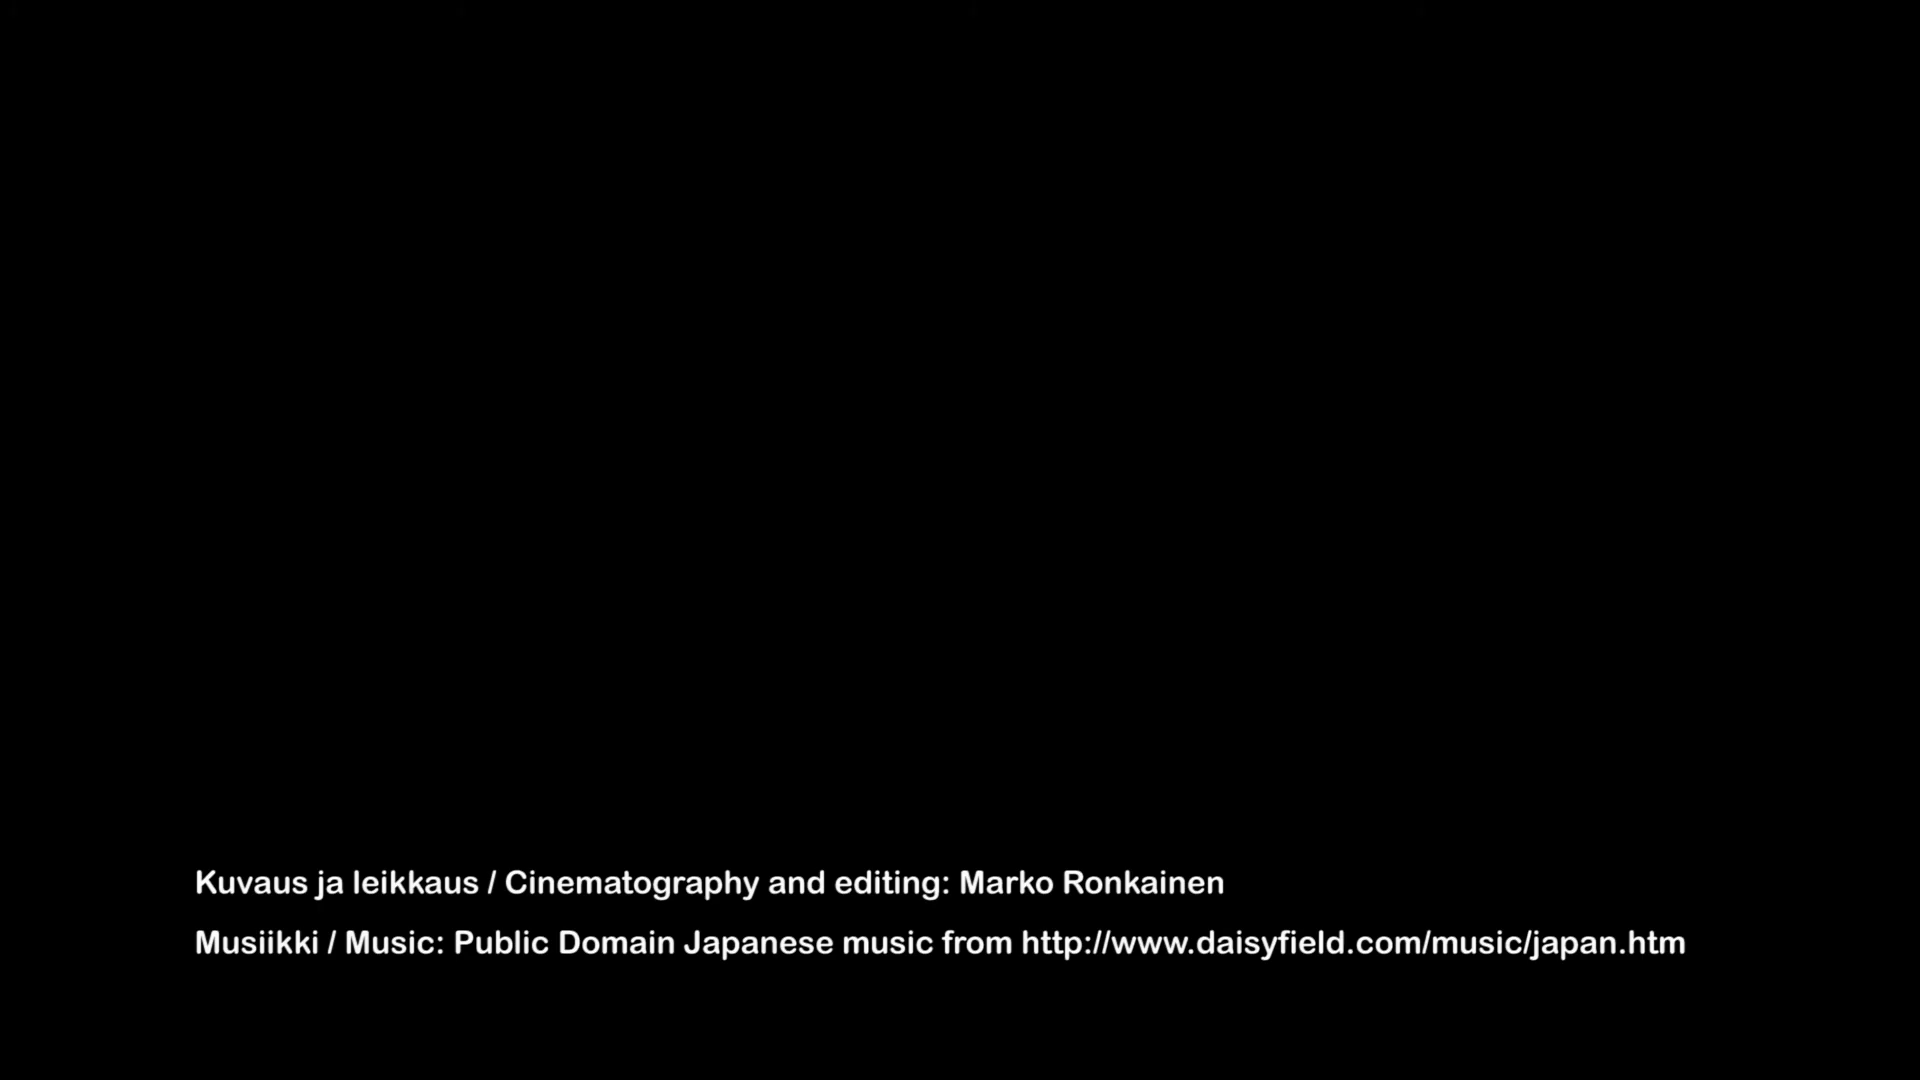 Kuvaus ja leikkaus / Cinematography and editing: Marko Ronkainen
Musiikki / Music: Public Domain Japanese music from http://www.daisyfield.com/music/japan.htm